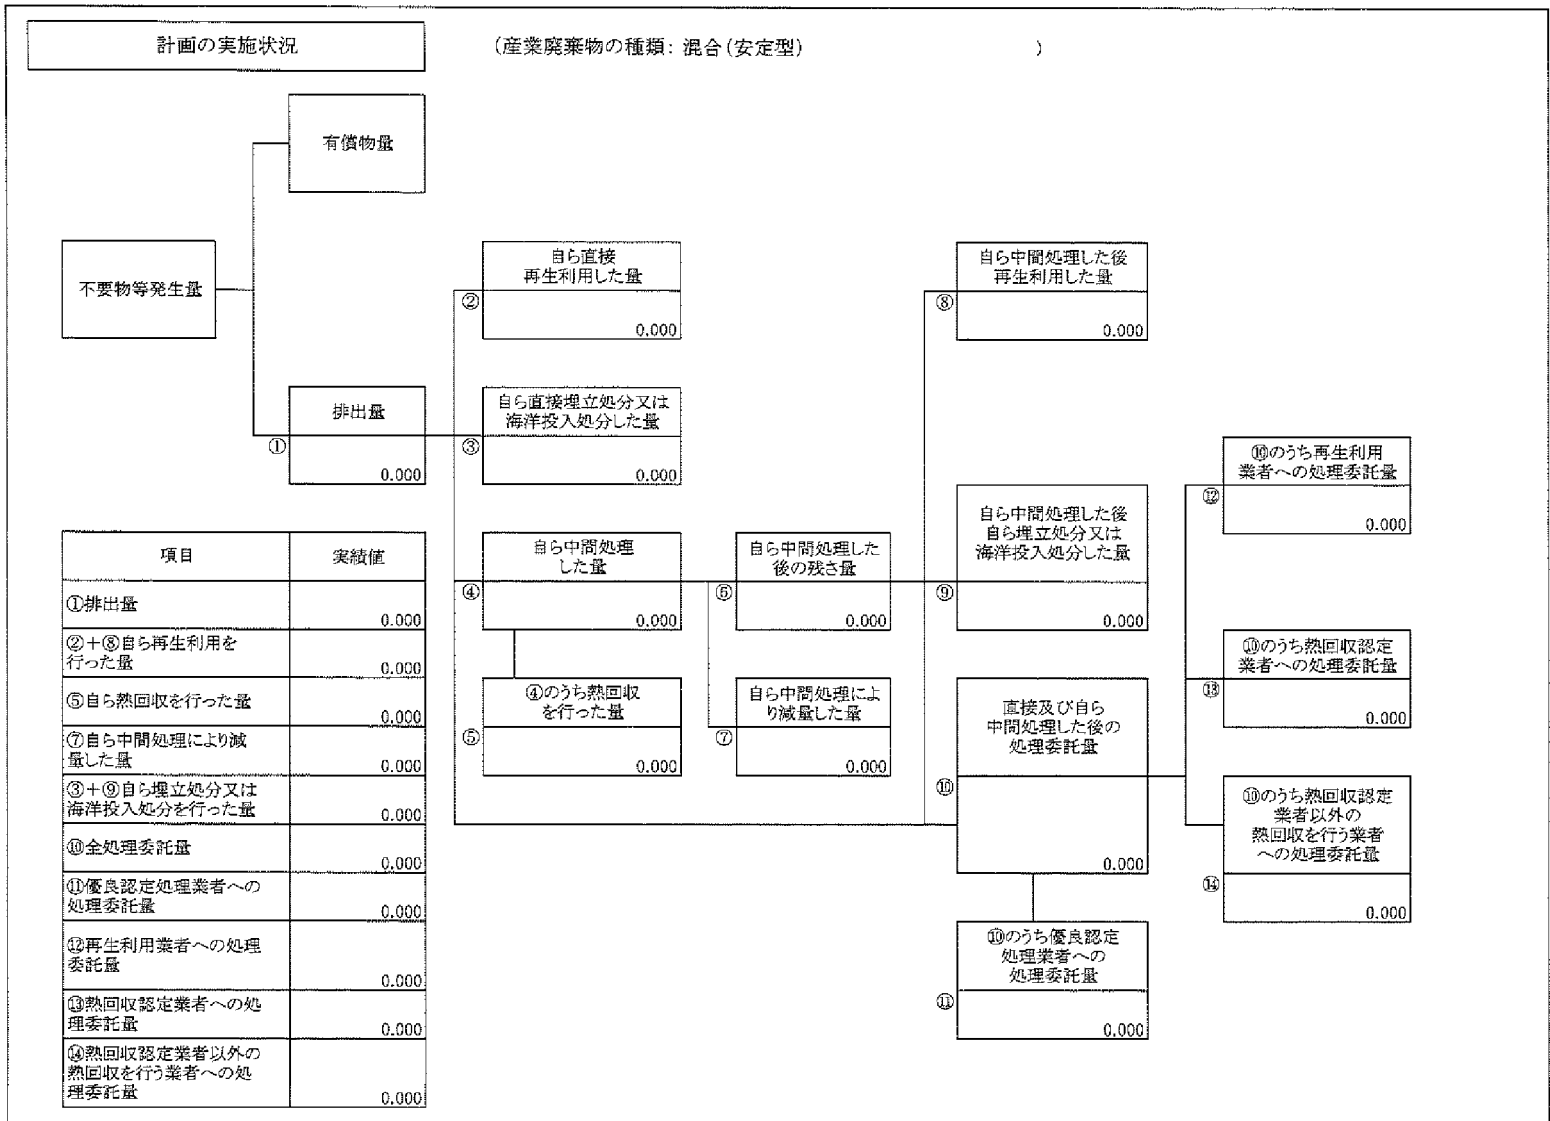 計画の実施状況
(産業廃棄物の種類: 混合(安定型) )
有償物量
不要物等発生量
自ら直接
再生利用した量
②
0.000
自ら中間処理した後
再生利用した量
⑧
0.000
排出量
①
0.000
自ら直接埋立処分又は
海洋投入処分した量
③
0.000
⑩のうち再生利用
業者への処理委託量
⑫
0.000
自ら中間処理
した量
④
0.000
自ら中間処理した
後の残さ量
⑥
0.000
自ら中間処理した後
自ら埋立処分又は
海洋投入処分した量
⑨
0.000
⑩のうち熱回収認定
業者への処理委託量
⑬
0.000
④のうち熱回収
を行った量
⑤
0.000
自ら中間処理によ
り減量した量
⑦
0.000
直接及び自ら
中間処理した後の
処理委託量
⑩
0.000
⑩のうち熱回収認定
業者以外の
熱回収を行う業者
への処理委託量
⑭
0.000
⑩のうち優良認定
処理業者への
処理委託量
⑪
0.000
項目 実績値
①排出量
0.000
②+⑧自ら再生利用を
行った量
0.000
⑤自ら熱回収を行った量
0.000
⑦自ら中間処理により減
量した量
0.000
③+⑨自ら埋立処分又は
海洋投入処分を行った量
0.000
⑩全処理委託量
0.000
⑪優良認定処理業者への
処理委託量
0.000
⑫再生利用業者への処理
委託量
0.000
⑬熱回収認定業者への処
理委託量
0.000
⑭熱回収認定業者以外の
熱回収を行う業者への処
理委託量
0.000